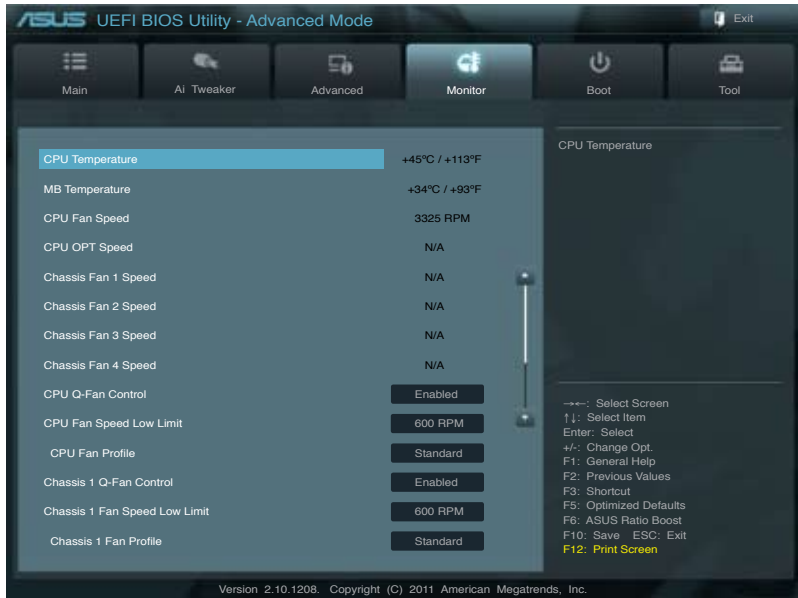 ASUS UEFI BIOS Utility - Advanced Mode
Exit
Main
Ai Tweaker
Advanced
Monitor
Boot
Tool
CPU Temperature +45ºC / +113ºF
MB Temperature +34ºC / +93ºF
CPU Fan Speed 3325 RPM
CPU OPT Speed N/A
Chassis Fan 1 Speed N/A
Chassis Fan 2 Speed N/A
Chassis Fan 3 Speed N/A
Chassis Fan 4 Speed N/A
CPU Q-Fan Control Enabled
CPU Fan Speed Low Limit 600 RPM
CPU Fan Profile Standard
Chassis 1 Q-Fan Control Enabled
Chassis 1 Fan Speed Low Limit 600 RPM
Chassis 1 Fan Profile Standard
CPU Temperature
→←: Select Screen
↑↓: Select Item
Enter: Select
+/-: Change Opt.
F1: General Help
F2: Previous Values
F3: Shortcut
F5: Optimized Defaults
F6: ASUS Ratio Boost
F10: Save ESC: Exit
F12: Print Screen
Version 2.10.1208. Copyright (C) 2011 American Megatrends, Inc.